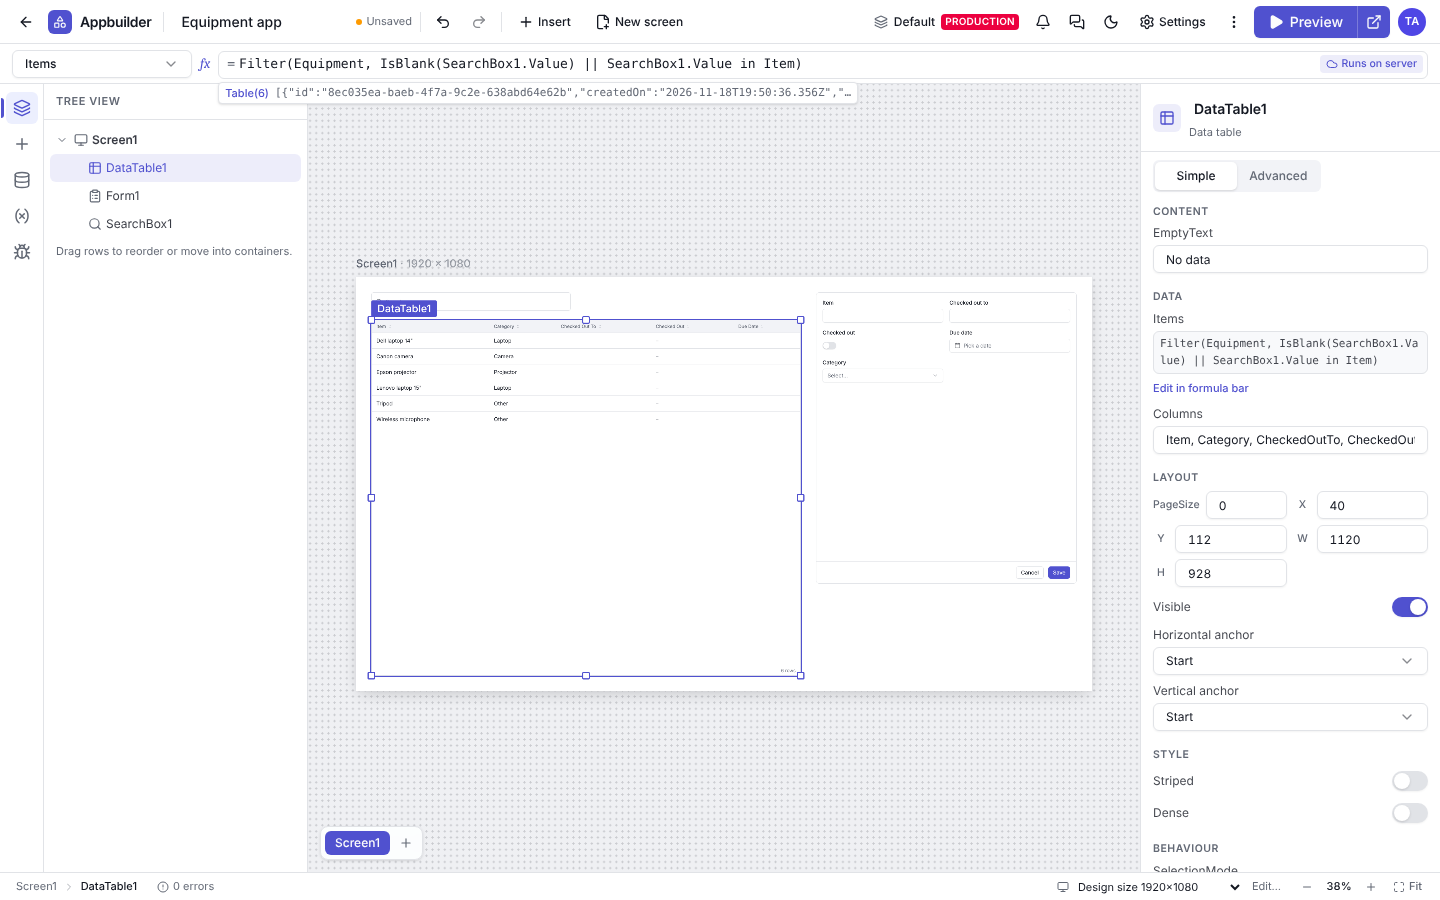 Appbuilder
Equipment app
Unsaved
Insert
New screen
Default
PRODUCTION
Settings
Preview
TA
Items
fx
= Filter(Equipment, IsBlank(SearchBox1.Value) || SearchBox1.Value in Item)
Runs on server
Table(6) [{"id":"8ec035ea-baeb-4f7a-9c2e-638abd64e62b","createdOn":"2026-11-18T19:50:36.356Z","…
TREE VIEW
Screen1
DataTable1
Form1
SearchBox1
Drag rows to reorder or move into containers.
Screen1 · 1920 × 1080
DataTable1
Item
Category
Checked Out To
Checked Out
Due Date
Dell laptop 14"
Laptop
–
Canon camera
Camera
–
Epson projector
Projector
–
Lenovo laptop 15"
Laptop
–
Tripod
Other
–
Wireless microphone
Other
–
Item
Checked out to
Checked out
Due date
Pick a date
Category
Select...
Cancel
Save
Screen1
DataTable1
Data table
Simple
Advanced
CONTENT
EmptyText
No data
DATA
Items
Filter(Equipment, IsBlank(SearchBox1.Va
lue) || SearchBox1.Value in Item)
Edit in formula bar
Columns
Item, Category, CheckedOutTo, CheckedOut
LAYOUT
PageSize
0
X
40
Y
112
W
1120
H
928
Visible
Horizontal anchor
Start
Vertical anchor
Start
STYLE
Striped
Dense
BEHAVIOUR
SelectionMode
Screen1
DataTable1
0 errors
Design size 1920×1080
Edit...
38%
Fit